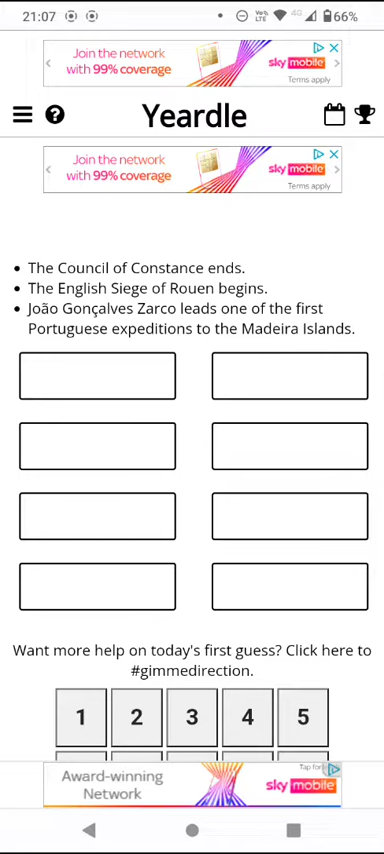 21:07 4G 66%
Join the network
with 99% coverage
sky mobile
Terms apply
Yeardle
Join the network
with 99% coverage
sky mobile
Terms apply
• The Council of Constance ends.
• The English Siege of Rouen begins.
• João Gonçalves Zarco leads one of the first
Portuguese expeditions to the Madeira Islands.
Want more help on today's first guess? Click here to
#gimmedirection.
1 2 3 4 5
Tap for
Award-winning
Network
sky mobile